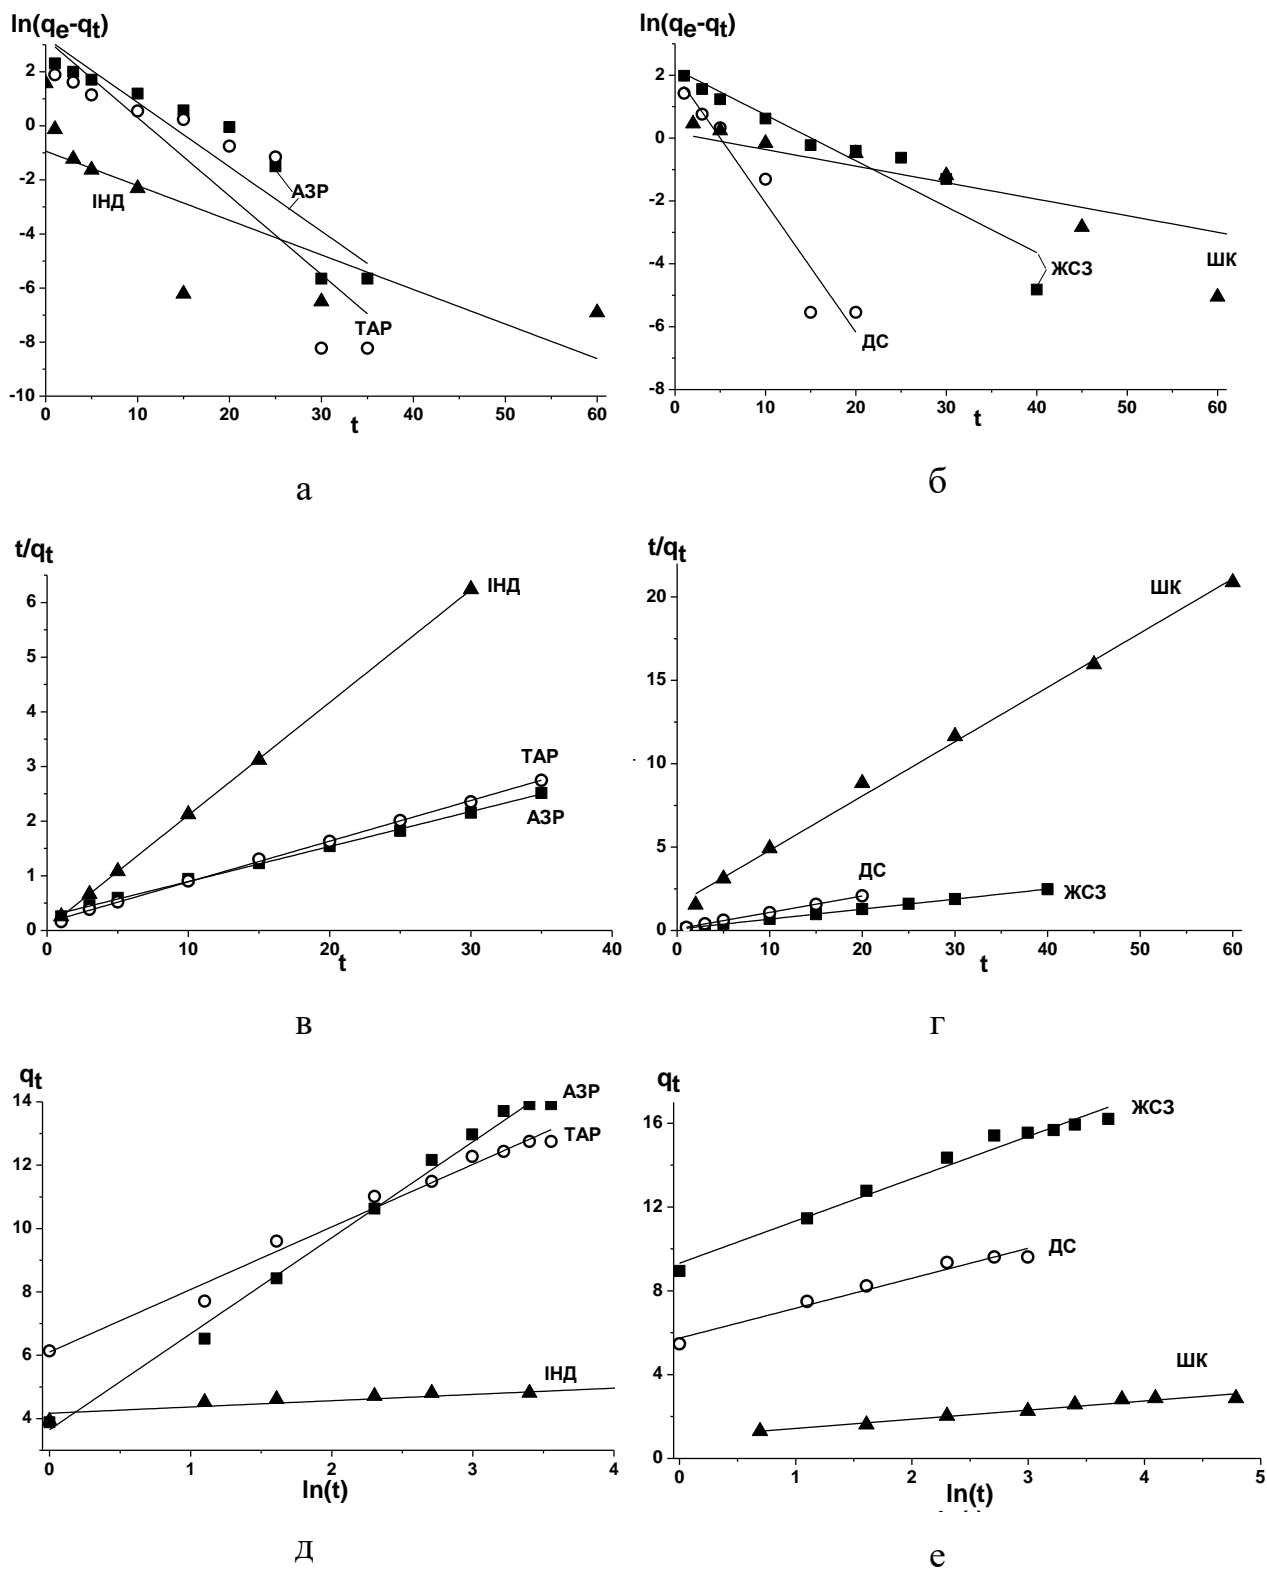 ln(qe-qt)
2
0
-2
-4
-6
-8
-10
0 10 20 30 40 50 60
t
АЗР
ІНД
ТАР
а
ln(qe-qt)
2
0
-2
-4
-6
-8
0 10 20 30 40 50 60
t
ШК
ЖСЗ
ДС
б
t/qt
6
5
4
3
2
1
0
0 10 20 30 40
t
ІНД
ТАР
АЗР
в
t/qt
20
15
10
5
0
0 10 20 30 40 50 60
t
ШК
ДС
ЖСЗ
г
qt
14
12
10
8
6
4
0 1 2 3 4
ln(t)
АЗР
ТАР
ІНД
д
qt
16
12
8
4
0
0 1 2 3 4 5
ln(t)
ЖСЗ
ДС
ШК
е